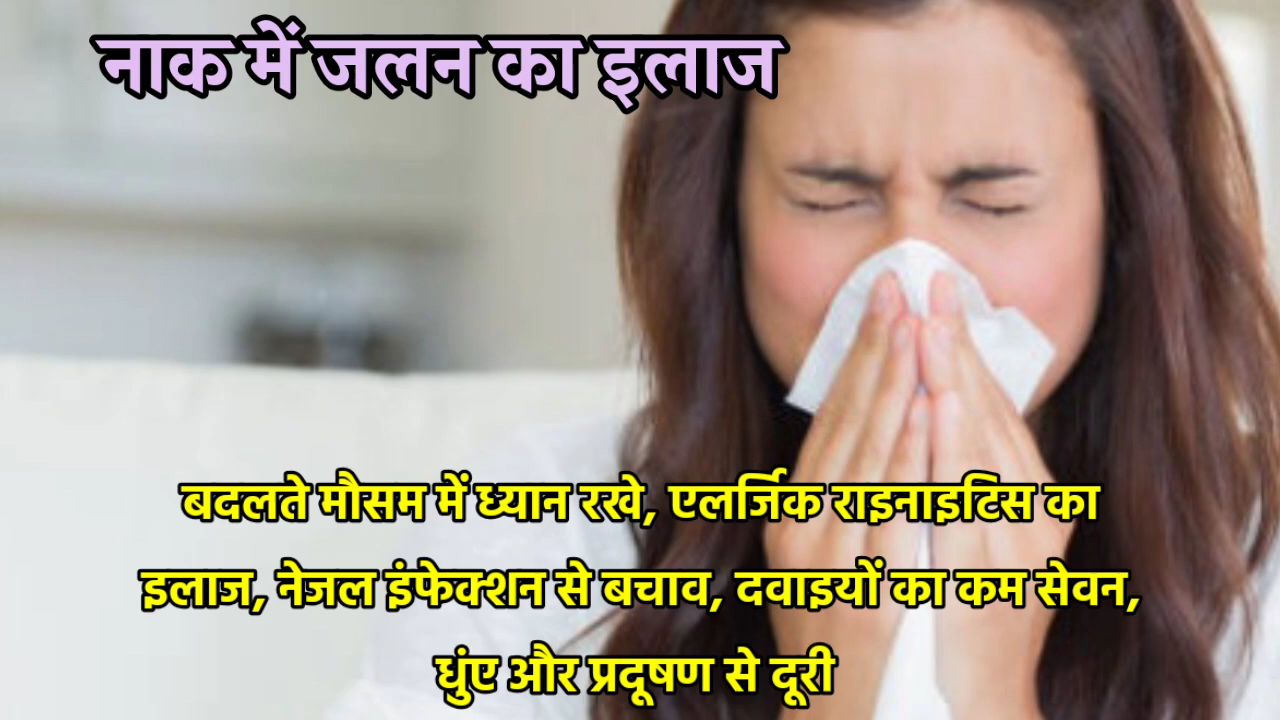 नाक में जलन का इलाज
बदलते मौसम में ध्यान रखे, एलर्जिक राइनाइटिस का
इलाज, नेजल इंफेक्शन से बचाव, दवाइयों का कम सेवन,
धुंए और प्रदूषण से दूरी